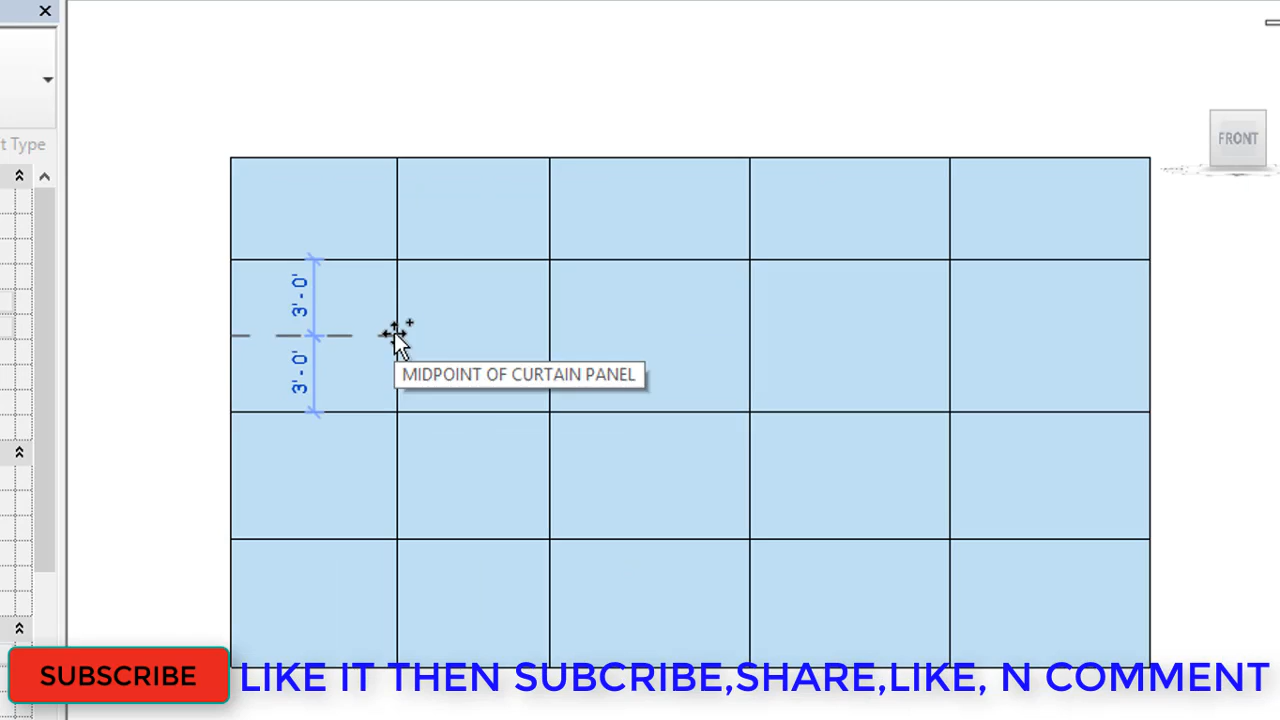 t Type
FRONT
3' - 0'
3' - 0'
MIDPOINT OF CURTAIN PANEL
SUBSCRIBE
LIKE IT THEN SUBCRIBE,SHARE,LIKE, N COMMENT